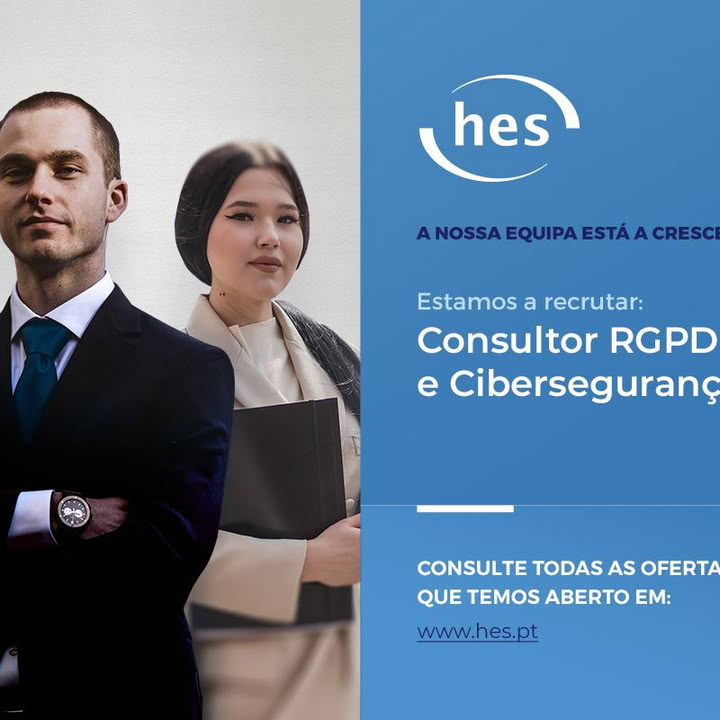 hes
A NOSSA EQUIPA ESTÁ A CRESCE
Estamos a recrutar:
Consultor RGPD
e Ciberseguranç
CONSULTE TODAS AS OFERTA
QUE TEMOS ABERTO EM:
www.hes.pt